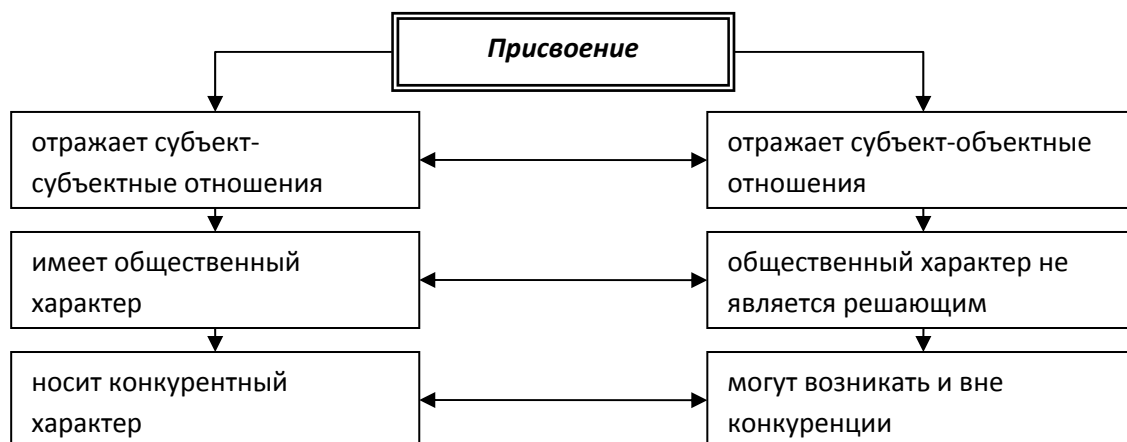 Присвоение
отражает субъект-
субъектные отношения
отражает субъект-объектные
отношения
имеет общественный
характер
общественный характер не
является решающим
носит конкурентный
характер
могут возникать и вне
конкуренции